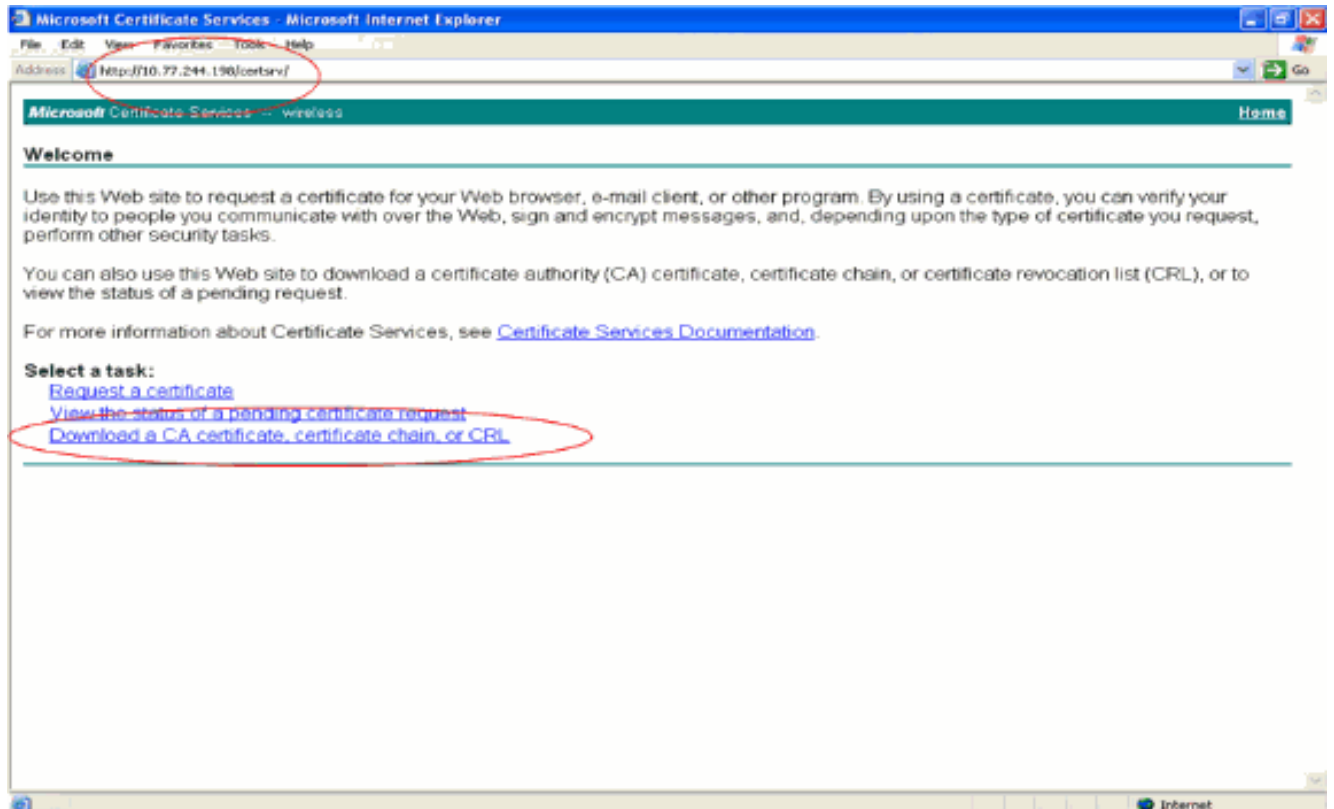 Microsoft Certificate Services - Microsoft Internet Explorer
File Edit View Favorites Tools Help
Address http://10.77.244.198/certsrv/ Go
Microsoft Certificate Services -- wireless Home
Welcome
Use this Web site to request a certificate for your Web browser, e-mail client, or other program. By using a certificate, you can verify your
identity to people you communicate with over the Web, sign and encrypt messages, and, depending upon the type of certificate you request,
perform other security tasks.
You can also use this Web site to download a certificate authority (CA) certificate, certificate chain, or certificate revocation list (CRL), or to
view the status of a pending request.
For more information about Certificate Services, see Certificate Services Documentation.
Select a task:
Request a certificate
View the status of a pending certificate request
Download a CA certificate, certificate chain, or CRL
Internet